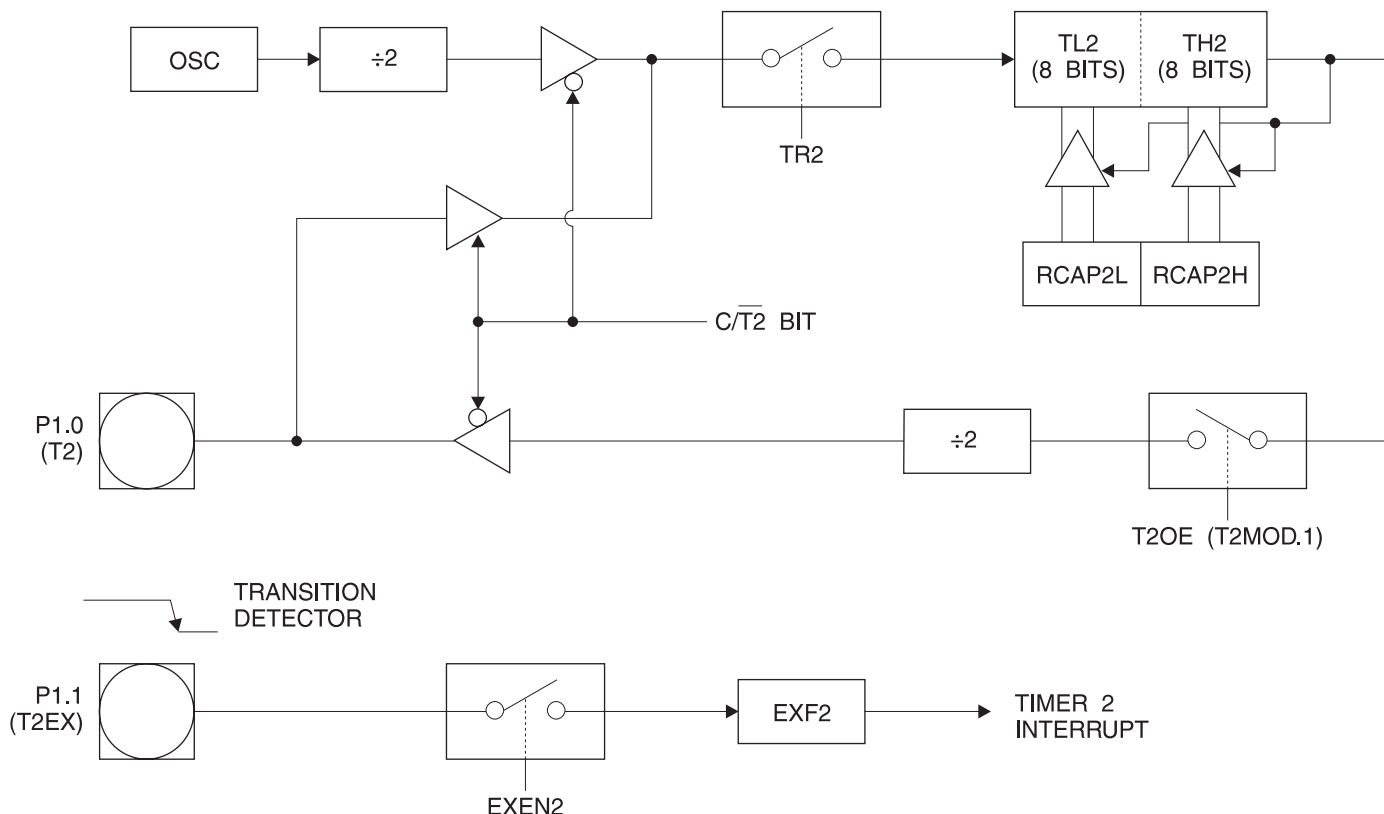 OSC
÷2
TR2
TL2
(8 BITS)
TH2
(8 BITS)
RCAP2L
RCAP2H
C/T2 BIT
P1.0
(T2)
÷2
T2OE (T2MOD.1)
TRANSITION
DETECTOR
P1.1
(T2EX)
EXEN2
EXF2
TIMER 2
INTERRUPT